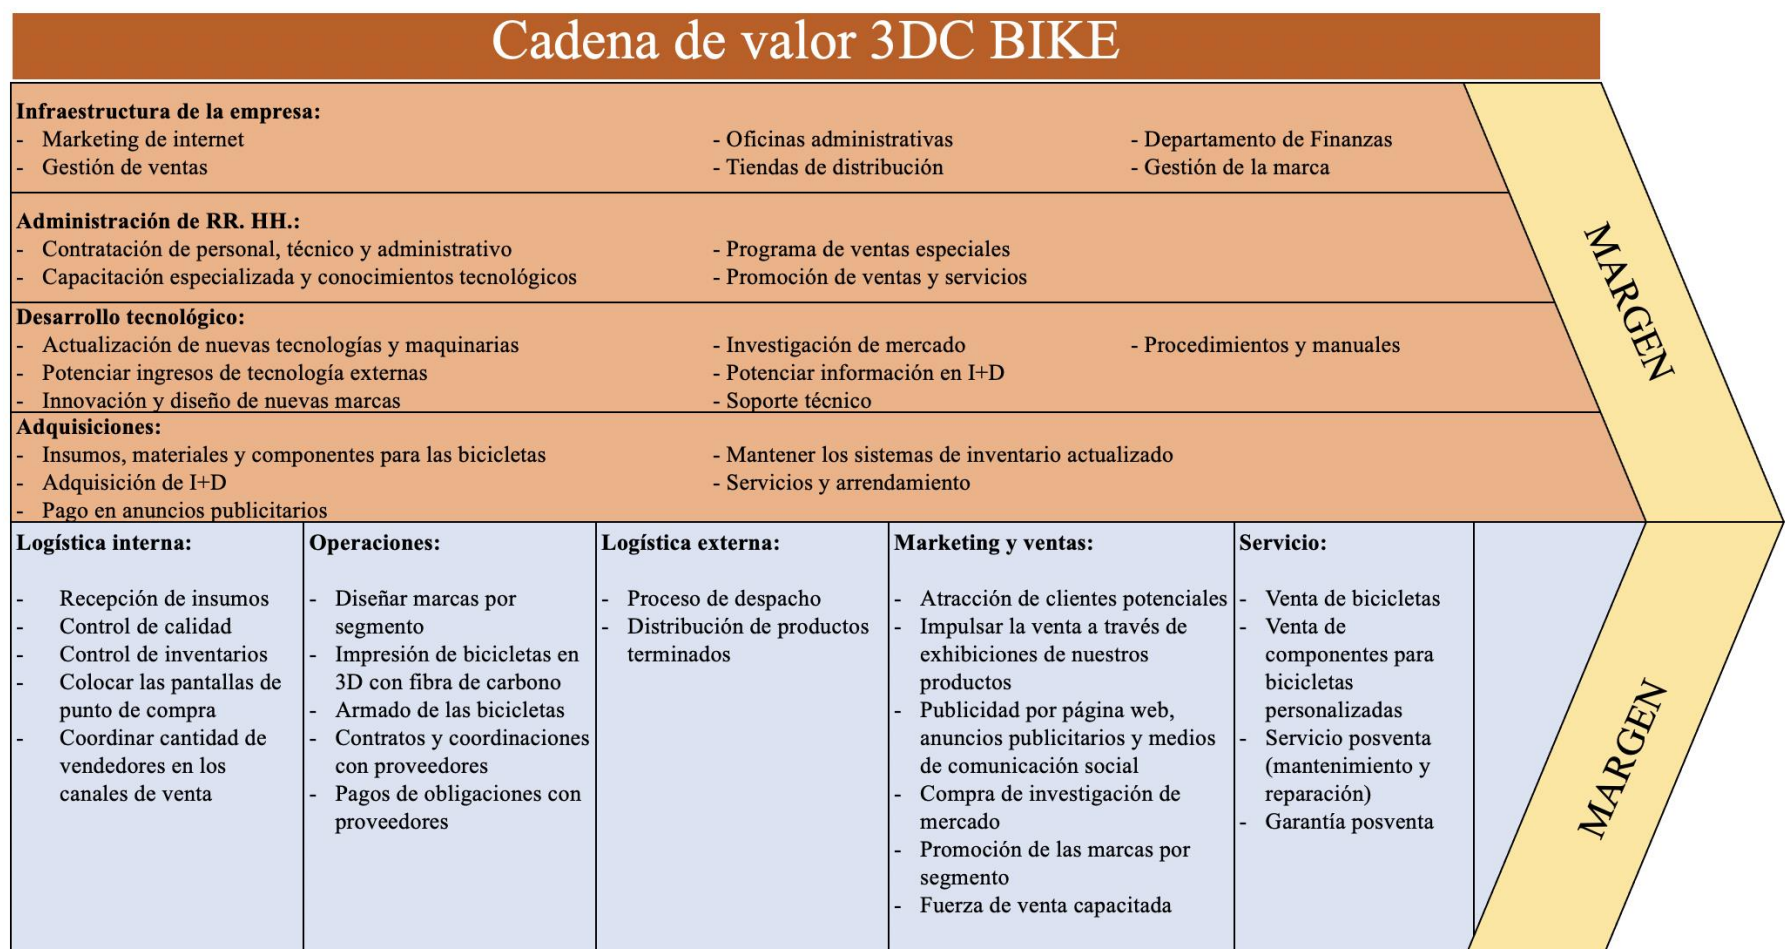 Cadena de valor 3DC BIKE
Infraestructura de la empresa:
- Marketing de internet
- Gestión de ventas
- Oficinas administrativas
- Tiendas de distribución
- Departamento de Finanzas
- Gestión de la marca
Administración de RR. HH.:
- Contratación de personal, técnico y administrativo
- Capacitación especializada y conocimientos tecnológicos
- Programa de ventas especiales
- Promoción de ventas y servicios
Desarrollo tecnológico:
- Actualización de nuevas tecnologías y maquinarias
- Potenciar ingresos de tecnología externas
- Innovación y diseño de nuevas marcas
- Investigación de mercado
- Potenciar información en I+D
- Soporte técnico
- Procedimientos y manuales
Adquisiciones:
- Insumos, materiales y componentes para las bicicletas
- Adquisición de I+D
- Pago en anuncios publicitarios
- Mantener los sistemas de inventario actualizado
- Servicios y arrendamiento
MARGEN
Logística interna:
- Recepción de insumos
- Control de calidad
- Control de inventarios
- Colocar las pantallas de
punto de compra
- Coordinar cantidad de
vendedores en los
canales de venta
Operaciones:
- Diseñar marcas por
segmento
- Impresión de bicicletas en
3D con fibra de carbono
- Armado de las bicicletas
- Contratos y coordinaciones
con proveedores
- Pagos de obligaciones con
proveedores
Logística externa:
- Proceso de despacho
- Distribución de productos
terminados
Marketing y ventas:
- Atracción de clientes potenciales
- Impulsar la venta a través de
exhibiciones de nuestros
productos
- Publicidad por página web,
anuncios publicitarios y medios
de comunicación social
- Compra de investigación de
mercado
- Promoción de las marcas por
segmento
- Fuerza de venta capacitada
Servicio:
- Venta de bicicletas
- Venta de
componentes para
bicicletas
personalizadas
- Servicio posventa
(mantenimiento y
reparación)
- Garantía posventa
MARGEN